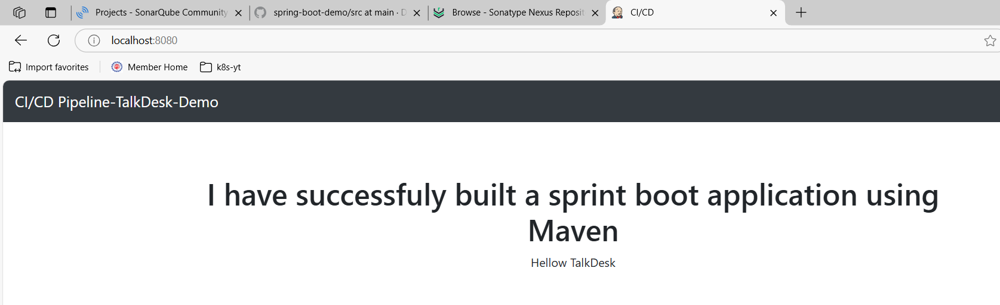 Projects - SonarQube Community
spring-boot-demo/src at main ·
Browse - Sonatype Nexus Reposit
CI/CD
localhost:8080
Import favorites
Member Home
k8s-yt
CI/CD Pipeline-TalkDesk-Demo
I have successfuly built a sprint boot application using
Maven
Hellow TalkDesk